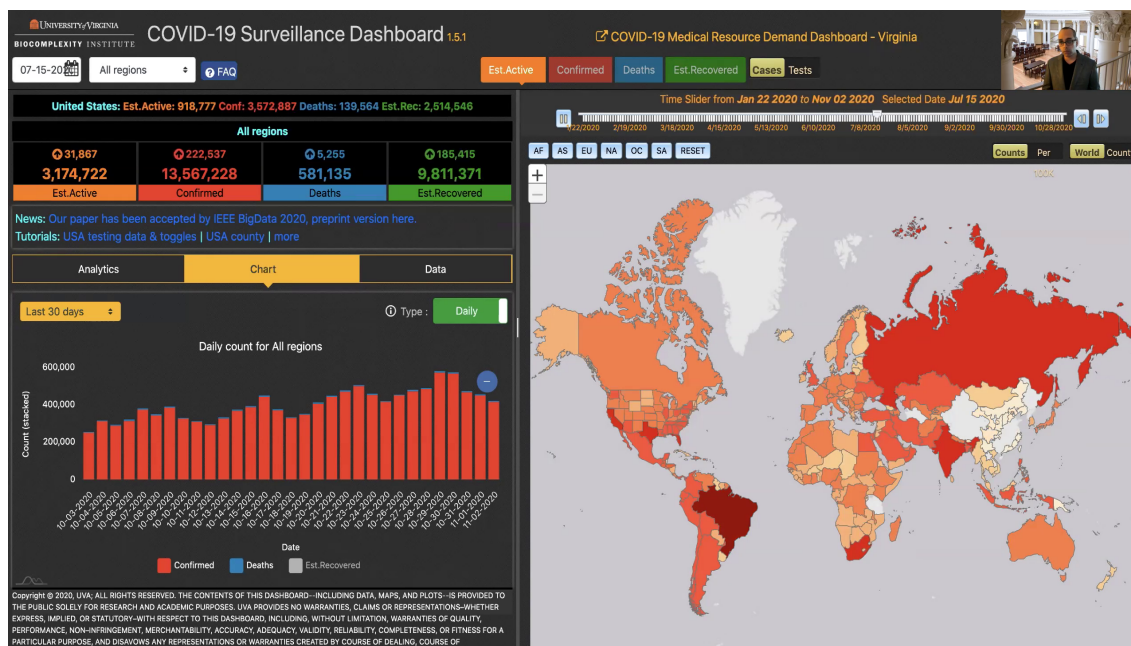 UNIVERSITY of VIRGINIA
BIOCOMPLEXITY INSTITUTE
COVID-19 Surveillance Dashboard 1.5.1
COVID-19 Medical Resource Demand Dashboard - Virginia
07-15-20
All regions
FAQ
Est.Active
Confirmed
Deaths
Est.Recovered
Cases
Tests
United States: Est.Active: 918,777 Conf: 3,572,887 Deaths: 139,564 Est.Rec: 2,514,546
All regions
31,867
222,537
5,255
185,415
3,174,722
13,567,228
581,135
9,811,371
Est.Active
Confirmed
Deaths
Est.Recovered
News: Our paper has been accepted by IEEE BigData 2020, preprint version here.
Tutorials: USA testing data & toggles | USA county | more
Analytics
Chart
Data
Last 30 days
Type :
Daily
Daily count for All regions
Count (stacked)
600,000
400,000
200,000
0
10-03-2020
10-04-2020
10-05-2020
10-06-2020
10-07-2020
10-08-2020
10-09-2020
10-10-2020
10-11-2020
10-12-2020
10-13-2020
10-14-2020
10-15-2020
10-16-2020
10-17-2020
10-18-2020
10-19-2020
10-20-2020
10-21-2020
10-22-2020
10-23-2020
10-24-2020
10-25-2020
10-26-2020
10-27-2020
10-28-2020
10-29-2020
10-30-2020
10-31-2020
11-01-2020
11-02-2020
Date
Confirmed
Deaths
Est.Recovered
Copyright © 2020, UVA; ALL RIGHTS RESERVED. THE CONTENTS OF THIS DASHBOARD--INCLUDING DATA, MAPS, AND PLOTS--IS PROVIDED TO
THE PUBLIC SOLELY FOR RESEARCH AND ACADEMIC PURPOSES. UVA PROVIDES NO WARRANTIES, CLAIMS OR REPRESENTATIONS–WHETHER
EXPRESS, IMPLIED, OR STATUTORY–WITH RESPECT TO THIS DASHBOARD, INCLUDING, WITHOUT LIMITATION, WARRANTIES OF QUALITY,
PERFORMANCE, NON-INFRINGEMENT, MERCHANTABILITY, ACCURACY, ADEQUACY, VALIDITY, RELIABILITY, COMPLETENESS, OR FITNESS FOR A
PARTICULAR PURPOSE, AND DISAVOWS ANY REPRESENTATIONS OR WARRANTIES CREATED BY COURSE OF DEALING, COURSE OF
Time Slider from Jan 22 2020 to Nov 02 2020 Selected Date Jul 15 2020
1/22/2020 2/19/2020 3/18/2020 4/15/2020 5/13/2020 6/10/2020 7/8/2020 8/5/2020 9/2/2020 9/30/2020 10/28/2020
AF
AS
EU
NA
OC
SA
RESET
Counts
Per
100K
World
Count
+
−